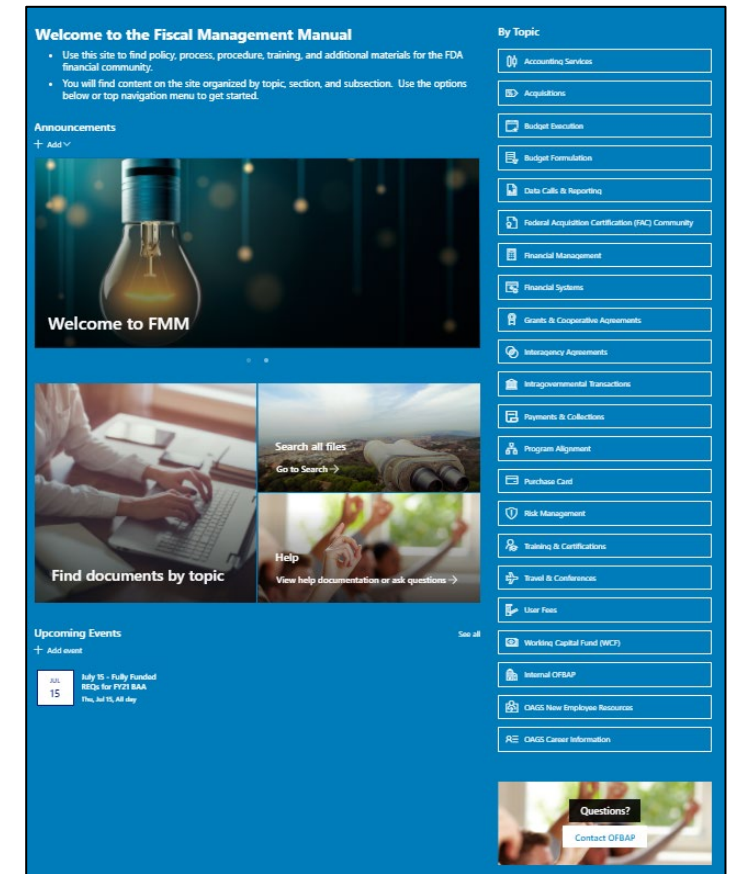 Welcome to the Fiscal Management Manual
• Use this site to find policy, process, procedure, training, and additional materials for the FDA
financial community.
• You will find content on the site organized by topic, section, and subsection. Use the options
below or top navigation menu to get started.
Announcements
+ Add
Welcome to FMM
Find documents by topic
Search all files
Go to Search →
Help
View help documentation or ask questions →
Upcoming Events
See all
+ Add event
JUL
15
July 15 - Fully Funded
REQs for FY21 BAA
Thu, Jul 15, All day
By Topic
Accounting Services
Acquisitions
Budget Execution
Budget Formulation
Data Calls & Reporting
Federal Acquisition Certification (FAC) Community
Financial Management
Financial Systems
Grants & Cooperative Agreements
Interagency Agreements
Intragovernmental Transactions
Payments & Collections
Program Alignment
Purchase Card
Risk Management
Training & Certifications
Travel & Conferences
User Fees
Working Capital Fund (WCF)
Internal OFBAP
OAGS New Employee Resources
OAGS Career Information
Questions?
Contact OFBAP